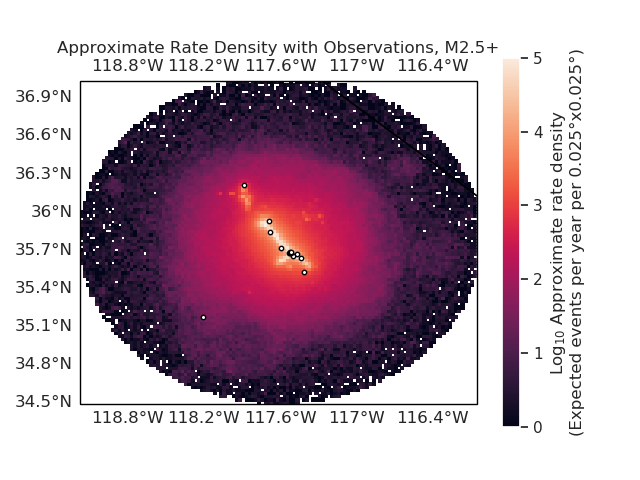 Approximate Rate Density with Observations, M2.5+
118.8°W 118.2°W 117.6°W 117°W 116.4°W
36.9°N
36.6°N
36.3°N
36°N
35.7°N
35.4°N
35.1°N
34.8°N
34.5°N
118.8°W 118.2°W 117.6°W 117°W 116.4°W
5
4
3
2
1
0
Log₁₀ Approximate rate density
(Expected events per year per 0.025°x0.025°)